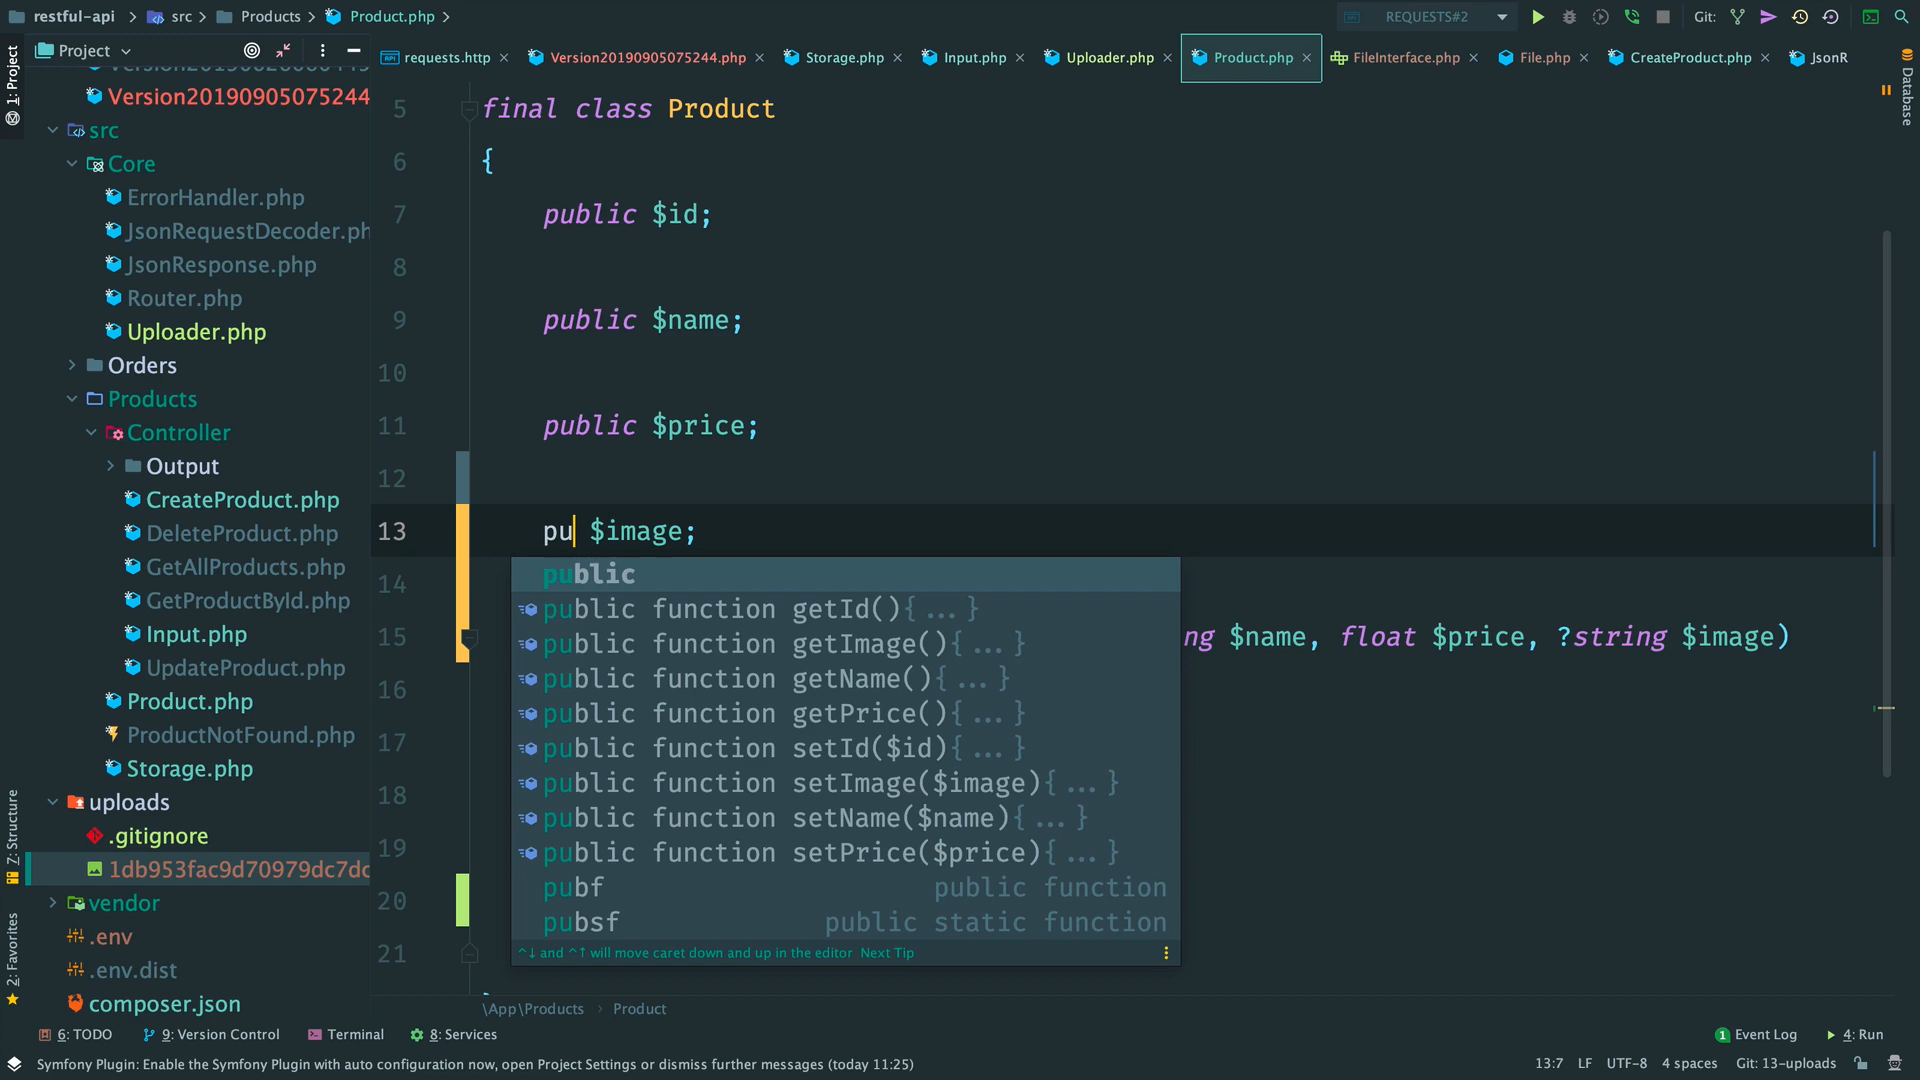 restful-api > src > Products > Product.php >
REQUESTS#2
Git:
Project
requests.http
Version20190905075244.php
Storage.php
Input.php
Uploader.php
Product.php
FileInterface.php
File.php
CreateProduct.php
JsonR
1: Project
Z: Structure
2: Favorites
Database
Version20190905075244
src
Core
ErrorHandler.php
JsonRequestDecoder.ph
JsonResponse.php
Router.php
Uploader.php
Orders
Products
Controller
Output
CreateProduct.php
DeleteProduct.php
GetAllProducts.php
GetProductById.php
Input.php
UpdateProduct.php
Product.php
ProductNotFound.php
Storage.php
uploads
.gitignore
1db953fac9d70979dc7dc
vendor
.env
.env.dist
composer.json
5 final class Product
6 {
7 public $id;
8
9 public $name;
10
11 public $price;
12
13 pu $image;
14
15 ng $name, float $price, ?string $image)
16
17
18
19
20
21
public
public function getId(){ ... }
public function getImage(){ ... }
public function getName(){ ... }
public function getPrice(){ ... }
public function setId($id){ ... }
public function setImage($image){ ... }
public function setName($name){ ... }
public function setPrice($price){ ... }
pubf public function
pubsf public static function
^↓ and ^↑ will move caret down and up in the editor Next Tip
\App\Products > Product
6: TODO
9: Version Control
Terminal
8: Services
1 Event Log
4: Run
Symfony Plugin: Enable the Symfony Plugin with auto configuration now, open Project Settings or dismiss further messages (today 11:25)
13:7 LF UTF-8 4 spaces Git: 13-uploads